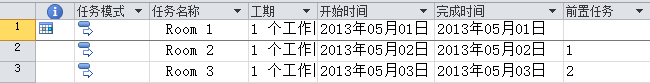 任务模式 任务名称 工期 开始时间 完成时间 前置任务
1 Room 1 1 个工作 2013年05月01日 2013年05月01日
2 Room 2 1 个工作 2013年05月02日 2013年05月02日 1
3 Room 3 1 个工作 2013年05月03日 2013年05月03日 2